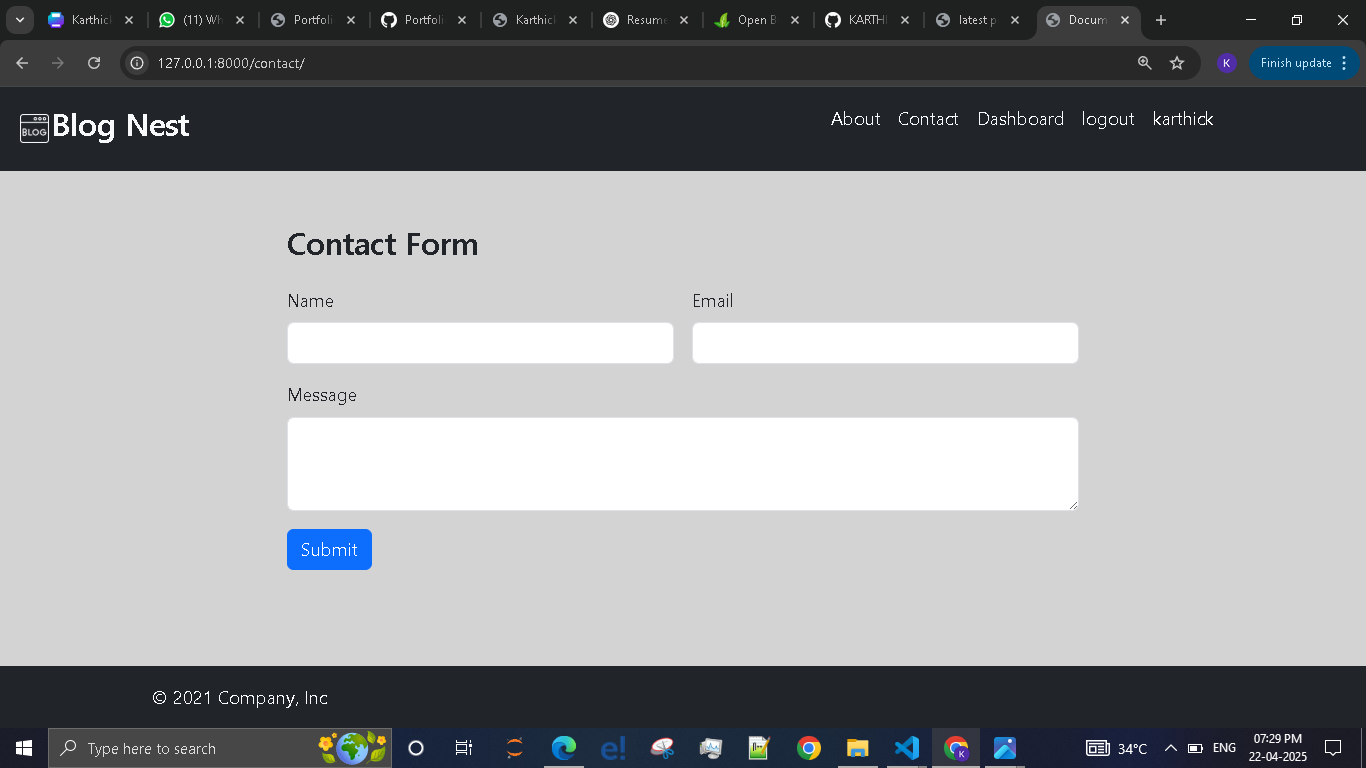 Karthick
(11) Wh
Portfoli
Portfoli
Karthick
Resume
Open B
KARTH
latest p
Docum
127.0.0.1:8000/contact/
K
Finish update
BLOG
Blog Nest
About
Contact
Dashboard
logout
karthick
Contact Form
Name
Email
Message
Submit
© 2021 Company, Inc
Type here to search
e!
K
34°C
ENG
07:29 PM
22-04-2025